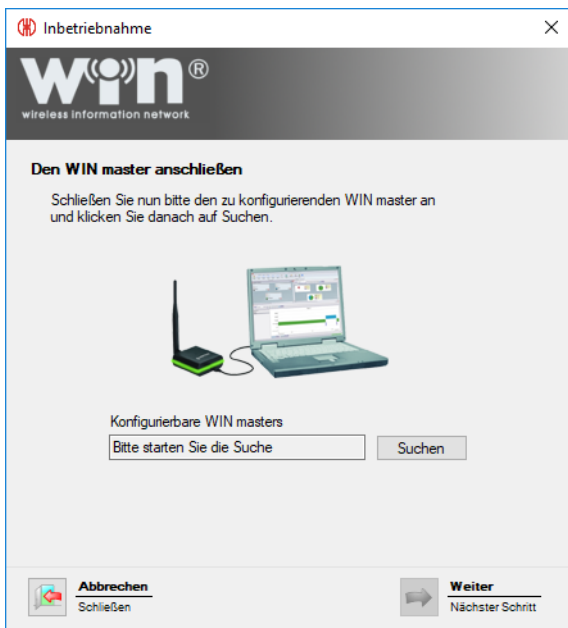 Inbetriebnahme
WIN®
wireless information network
Den WIN master anschließen
Schließen Sie nun bitte den zu konfigurierenden WIN master an
und klicken Sie danach auf Suchen.
Konfigurierbare WIN masters
Bitte starten Sie die Suche
Suchen
Abbrechen
Schließen
Weiter
Nächster Schritt